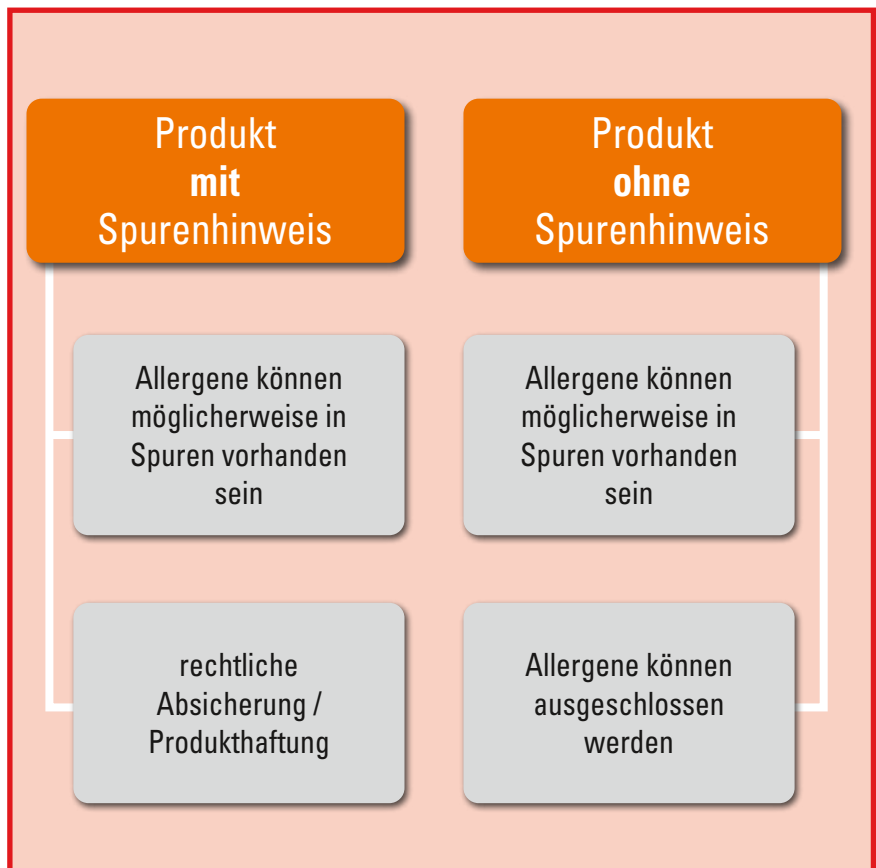 Produkt
mit
Spurenhinweis
Allergene können
möglicherweise in
Spuren vorhanden
sein
rechtliche
Absicherung /
Produkthaftung
Produkt
ohne
Spurenhinweis
Allergene können
möglicherweise in
Spuren vorhanden
sein
Allergene können
ausgeschlossen
werden